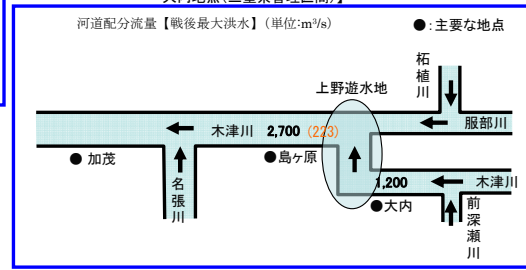 河道配分流量【戦後最大洪水】(単位:m³/s)
●:主要な地点
柘植川
上野遊水地
服部川
木津川 2,700 (223)
●加茂
名張川
●島ヶ原
1,200
木津川
●大内
前深瀬川